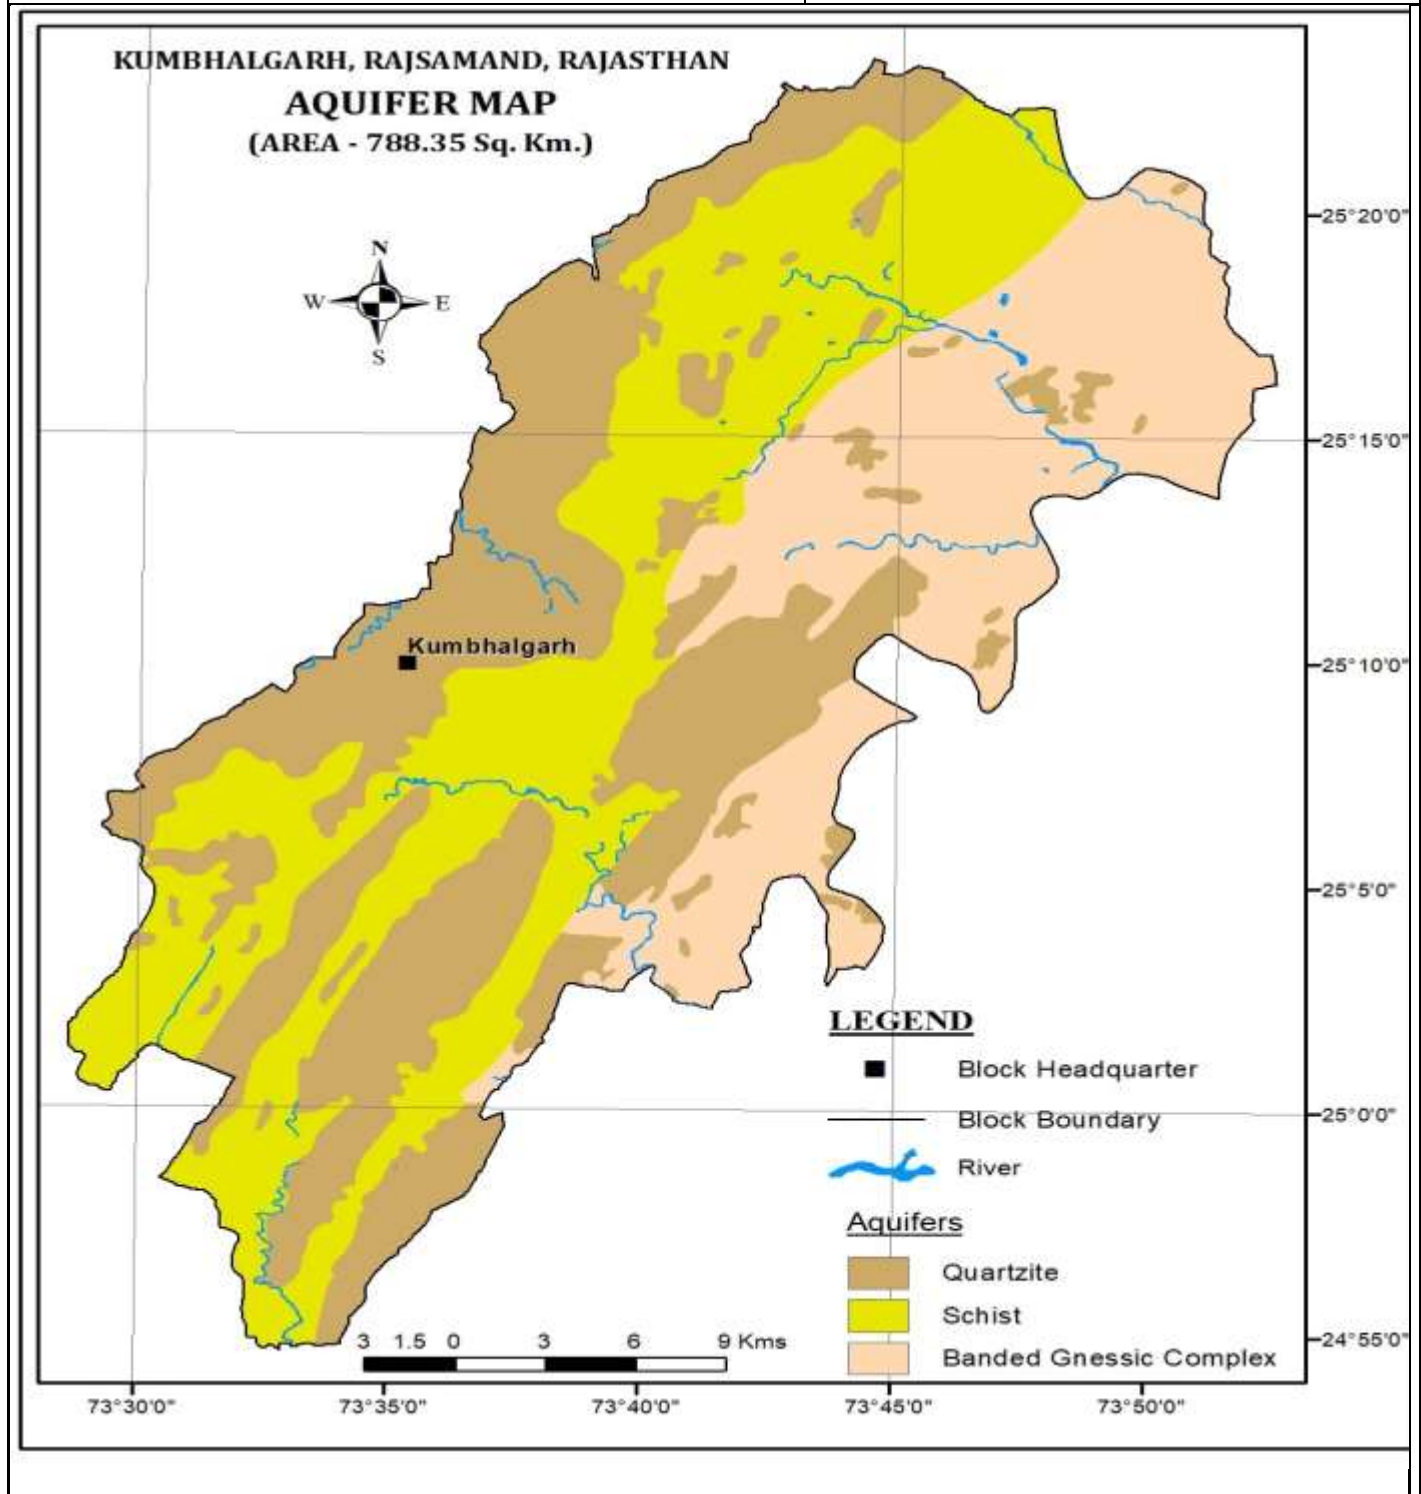 KUMBHALGARH, RAJSAMAND, RAJASTHAN
AQUIFER MAP
(AREA - 788.35 Sq. Km.)
N
W E
S
25°20'0"
25°15'0"
Kumbhalgarh
25°10'0"
25°5'0"
LEGEND
Block Headquarter
25°0'0"
Block Boundary
River
Aquifers
Quartzite
Schist
24°55'0"
Banded Gnessic Complex
3 1.5 0 3 6 9 Kms
73°30'0" 73°35'0" 73°40'0" 73°45'0" 73°50'0"